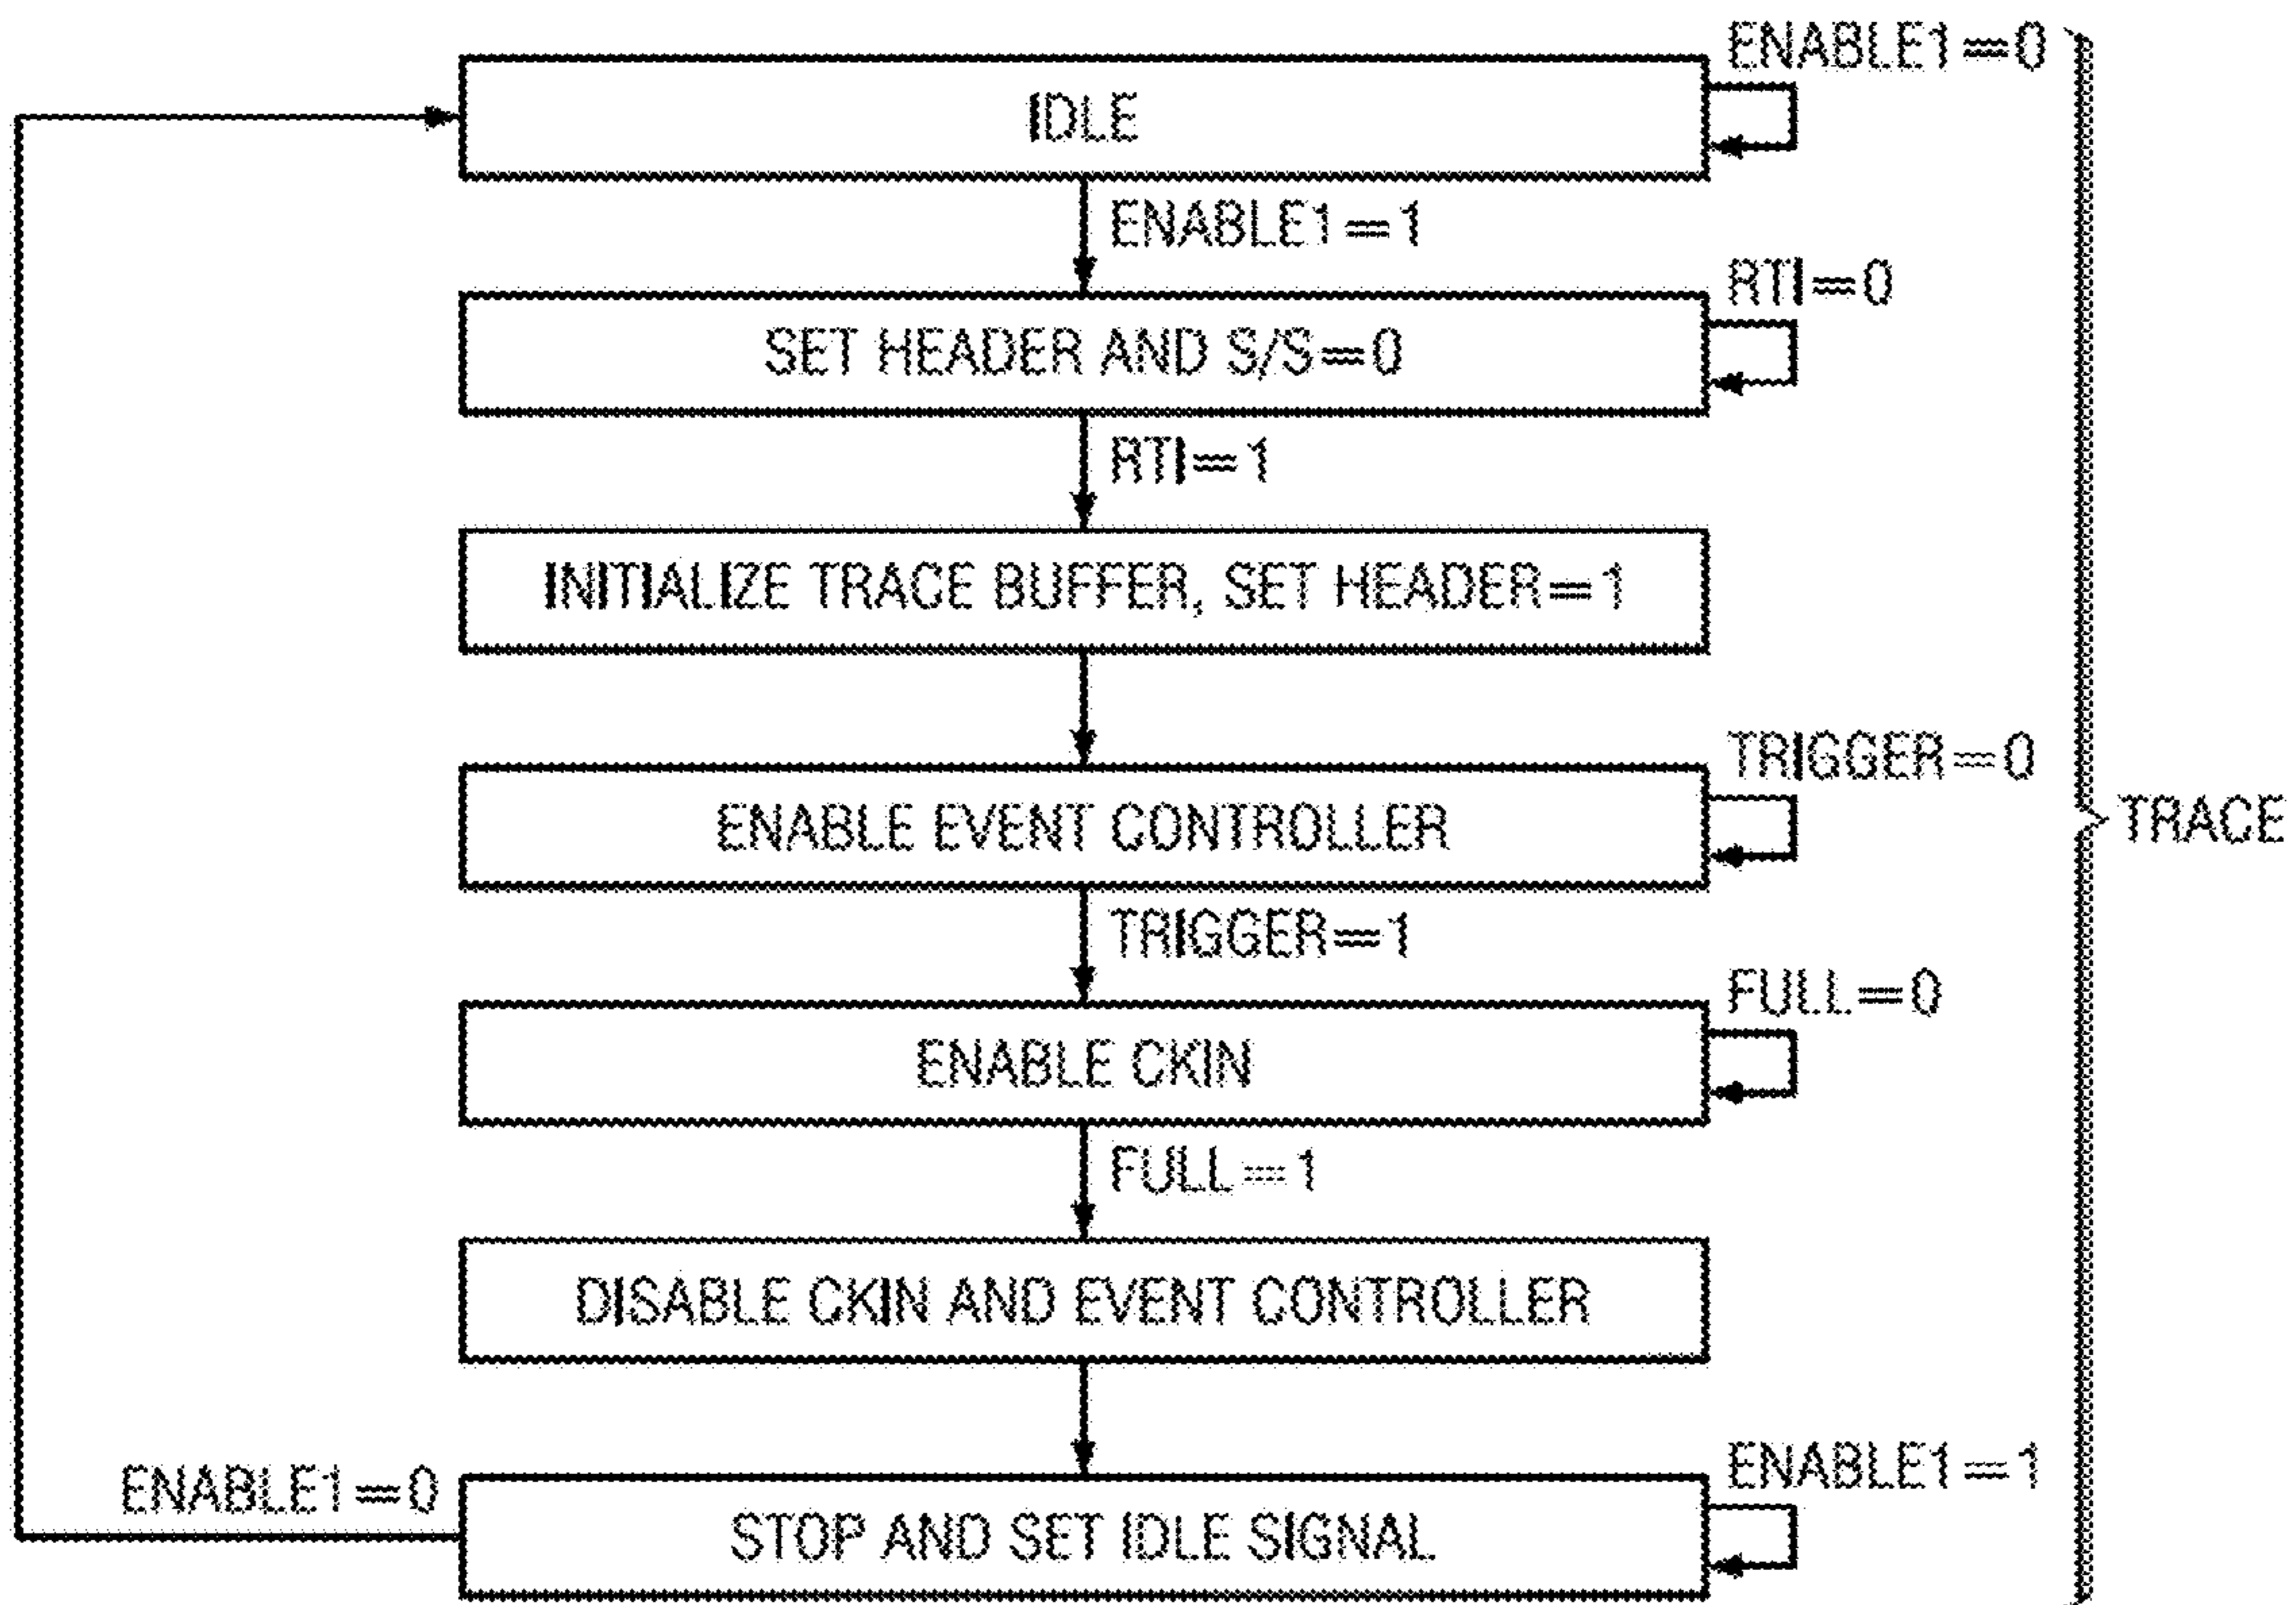 ENABLE1=0
IDLE
ENABLE1=1
RTI=0
SET HEADER AND S/S=0
RTI=1
INITIALIZE TRACE BUFFER, SET HEADER=1
TRIGGER=0
ENABLE EVENT CONTROLLER
TRACE
TRIGGER=1
FULL=0
ENABLE CKIN
FULL=1
DISABLE CKIN AND EVENT CONTROLLER
ENABLE1=0
ENABLE1=1
STOP AND SET IDLE SIGNAL